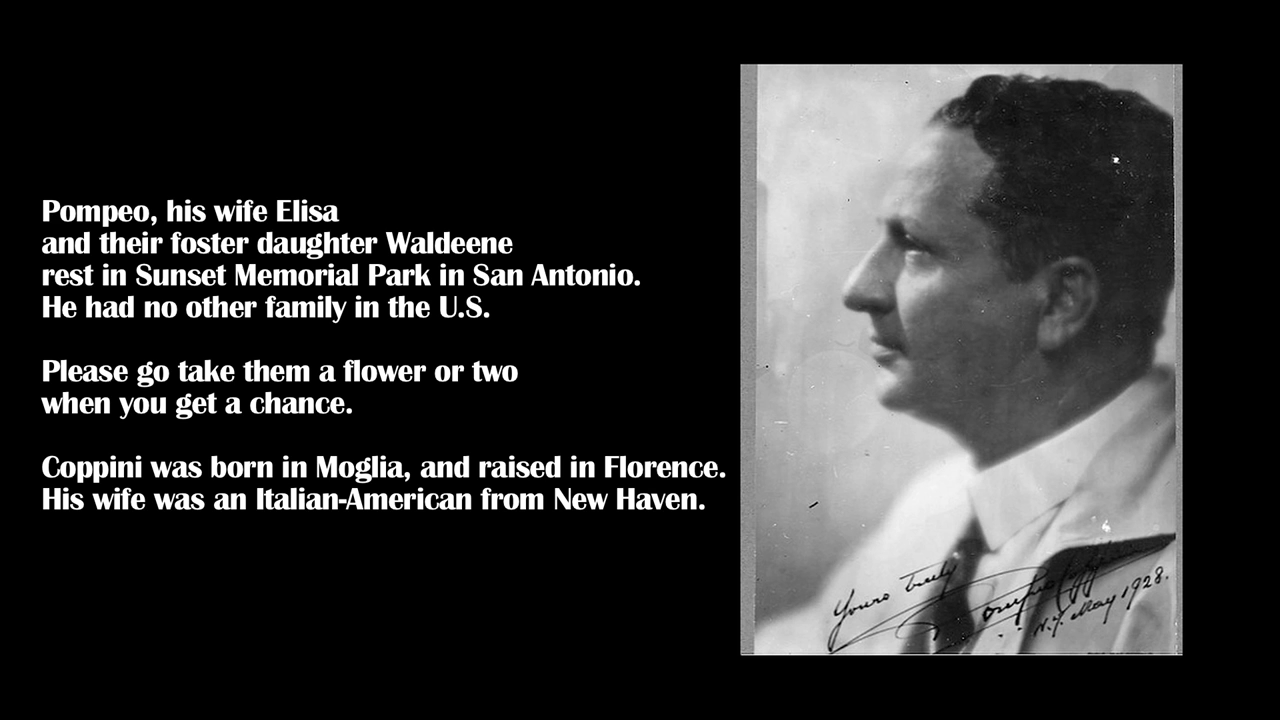 Pompeo, his wife Elisa
and their foster daughter Waldeene
rest in Sunset Memorial Park in San Antonio.
He had no other family in the U.S.
Please go take them a flower or two
when you get a chance.
Coppini was born in Moglia, and raised in Florence.
His wife was an Italian-American from New Haven.
Yours Truly
Pompeo Coppini
N.Y. May 1928.